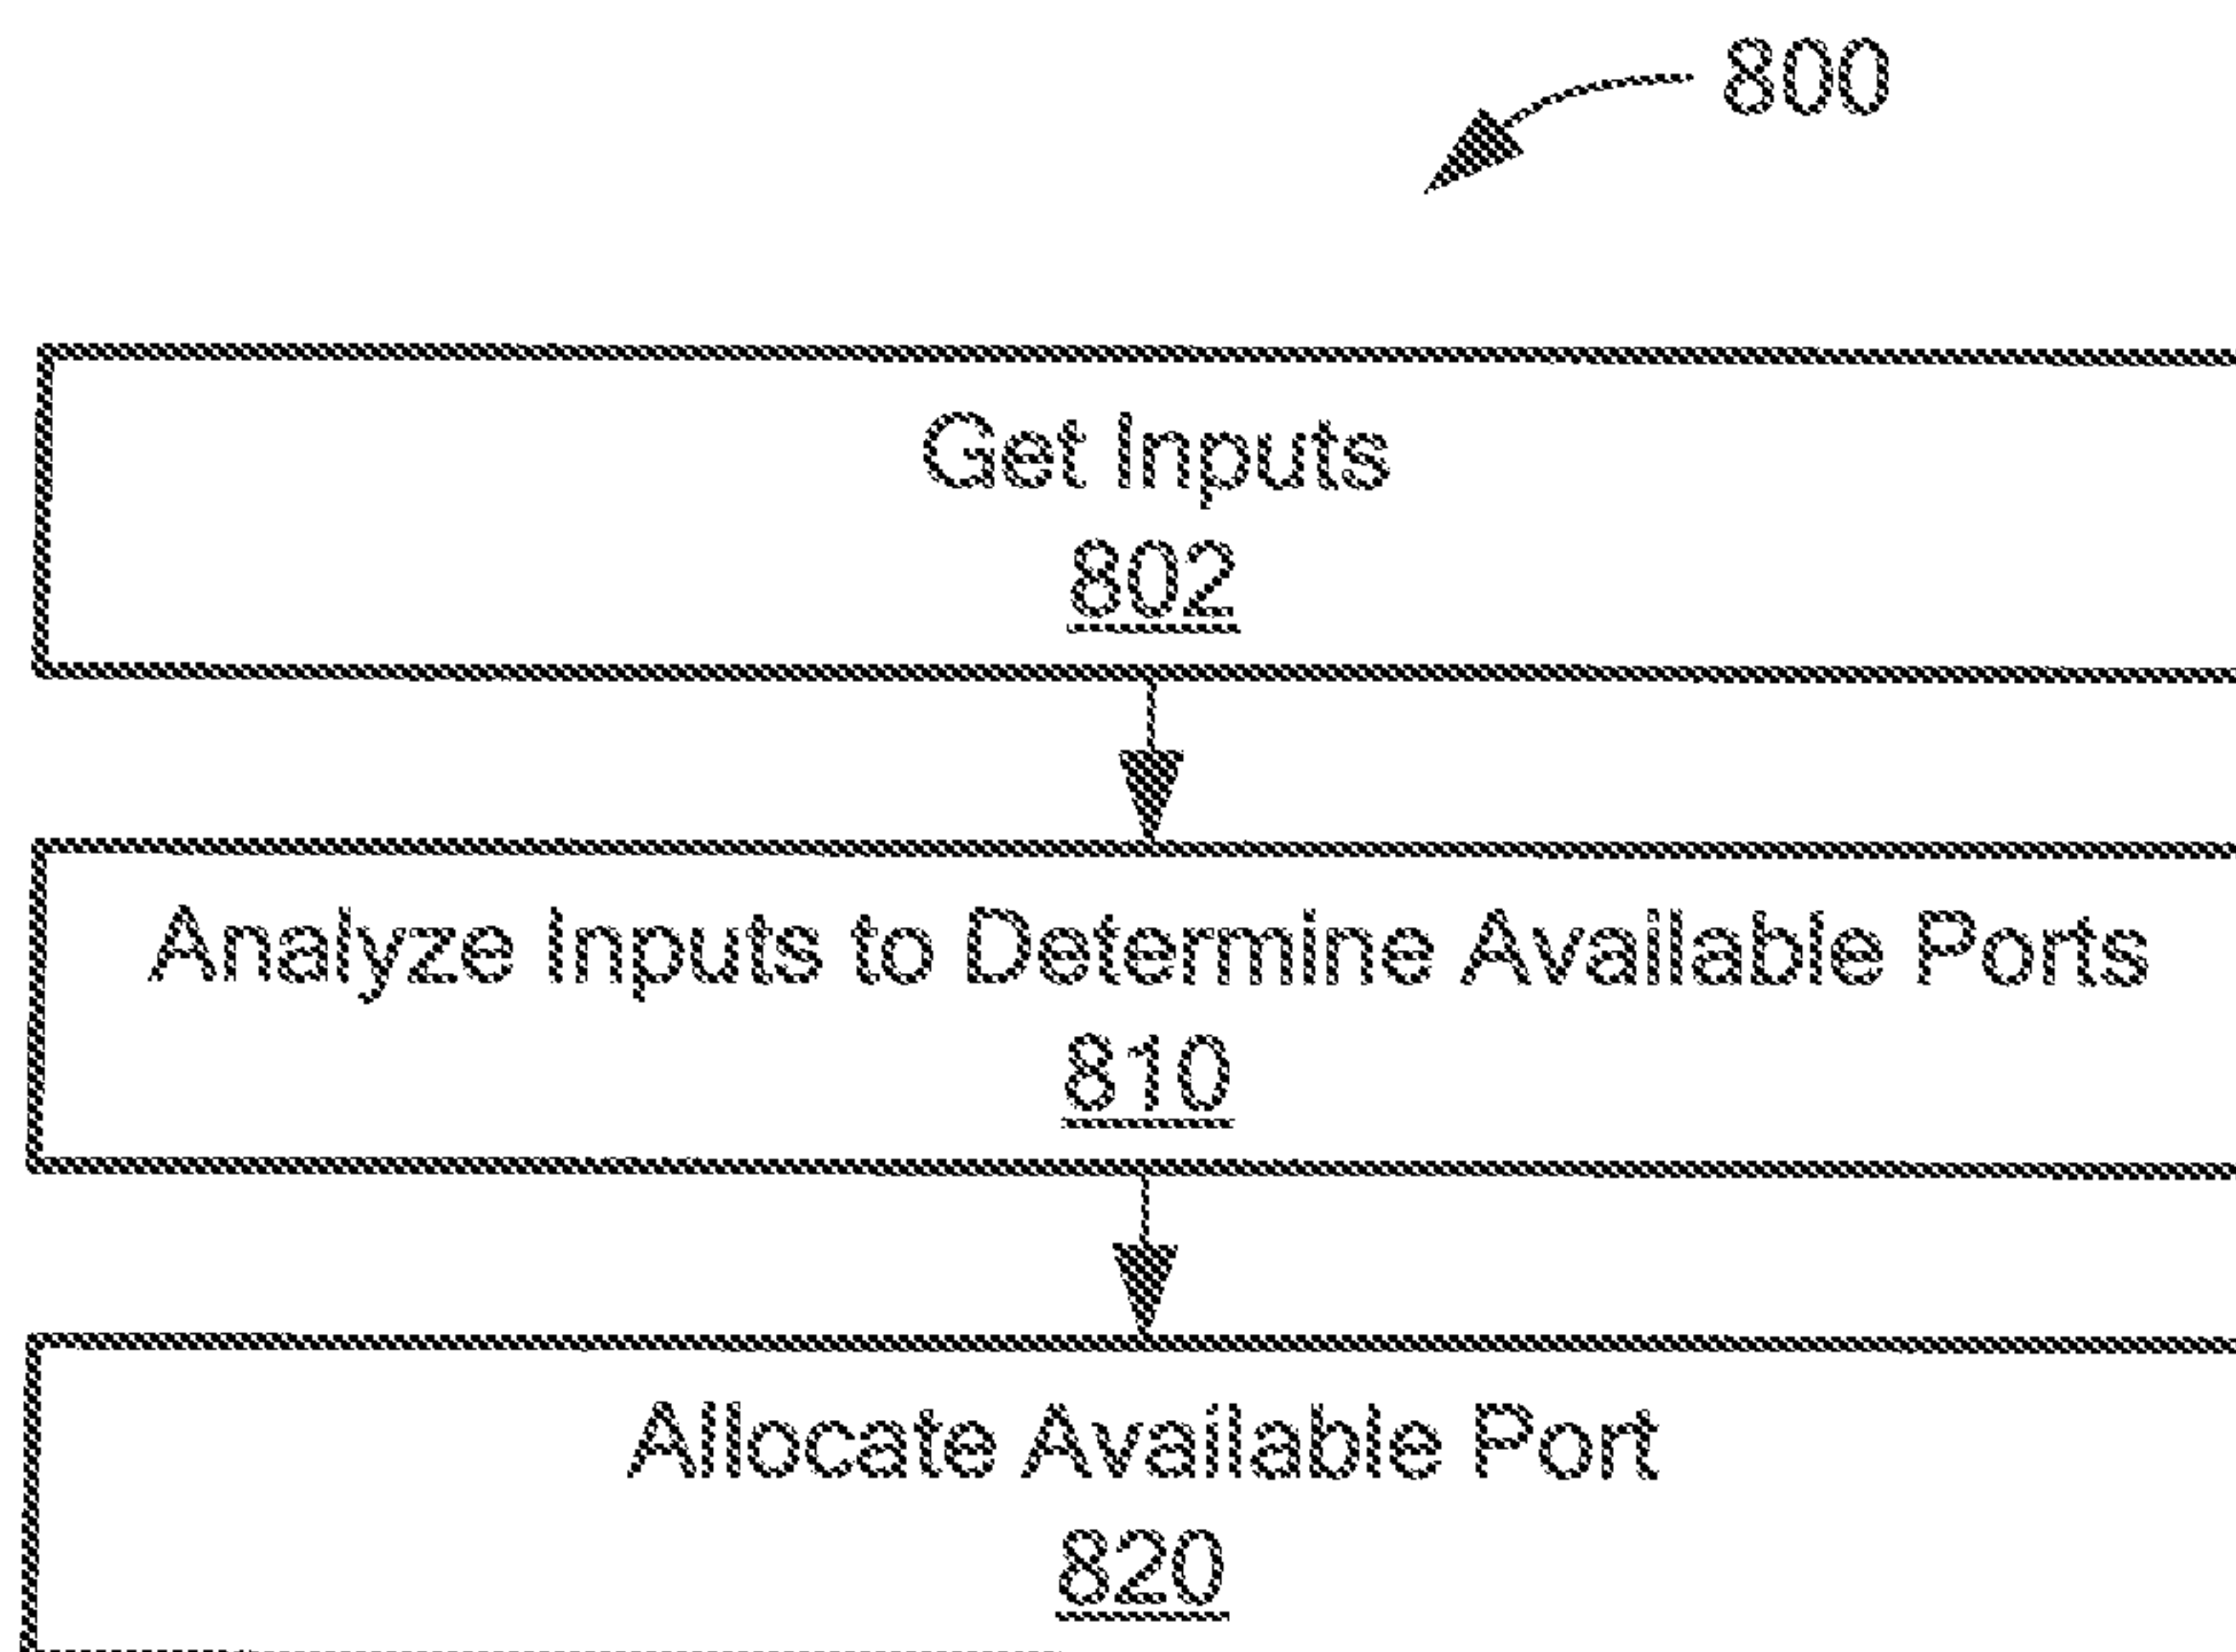 800
Get Inputs
802
Analyze Inputs to Determine Available Ports
810
Allocate Available Port
820